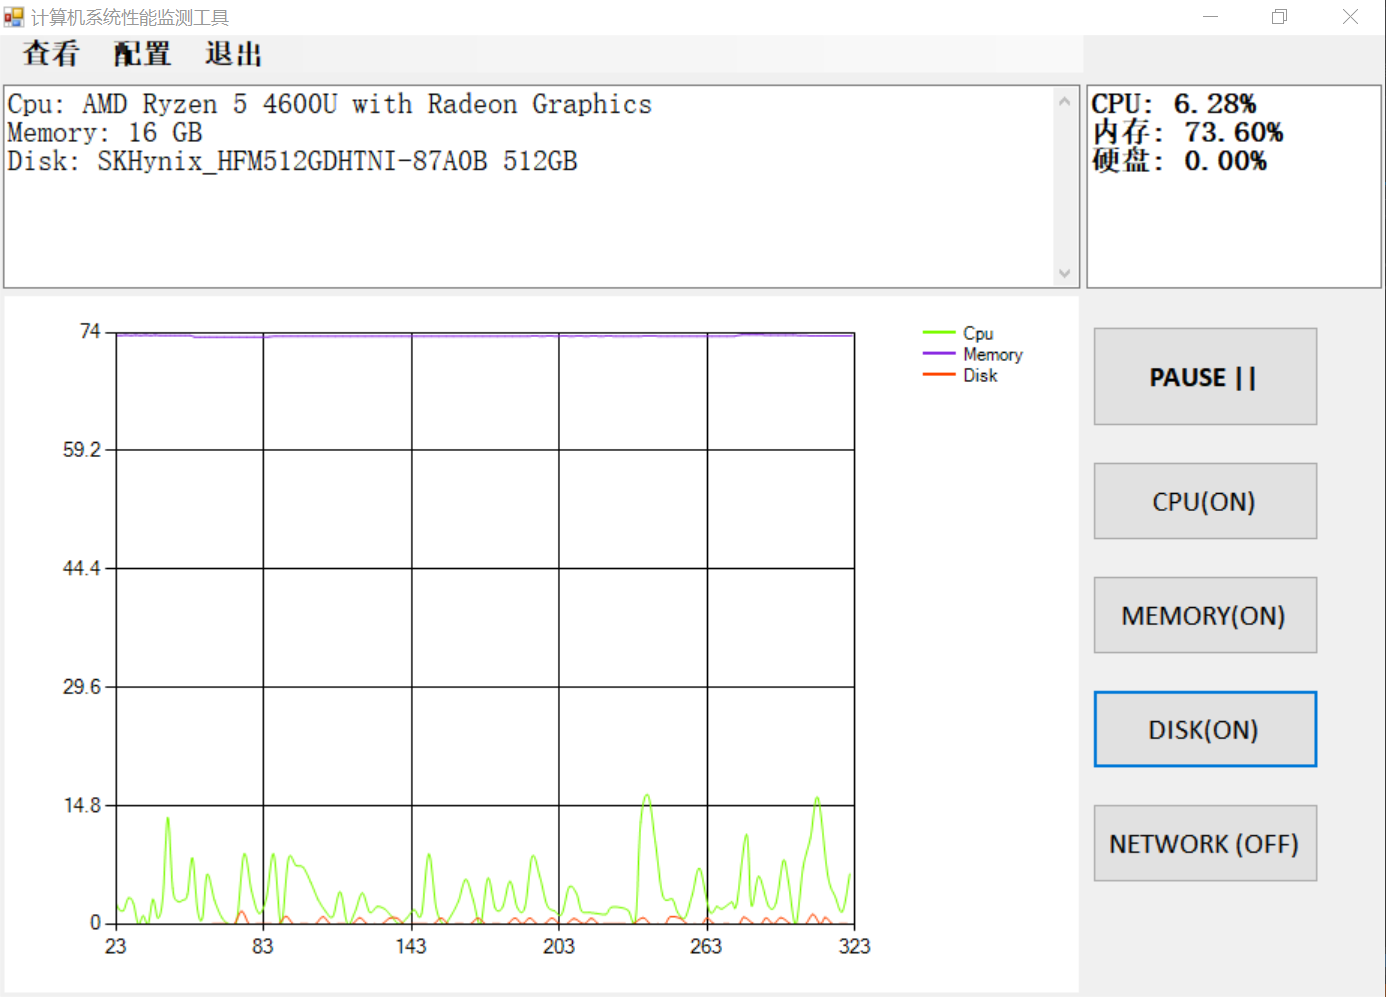 计算机系统性能监测工具
查看 配置 退出
Cpu: AMD Ryzen 5 4600U with Radeon Graphics
Memory: 16 GB
Disk: SKHynix_HFM512GDHTNI-87A0B 512GB
CPU: 6.28%
内存: 73.60%
硬盘: 0.00%
74
59.2
44.4
29.6
14.8
0
23 83 143 203 263 323
Cpu
Memory
Disk
PAUSE ||
CPU(ON)
MEMORY(ON)
DISK(ON)
NETWORK (OFF)